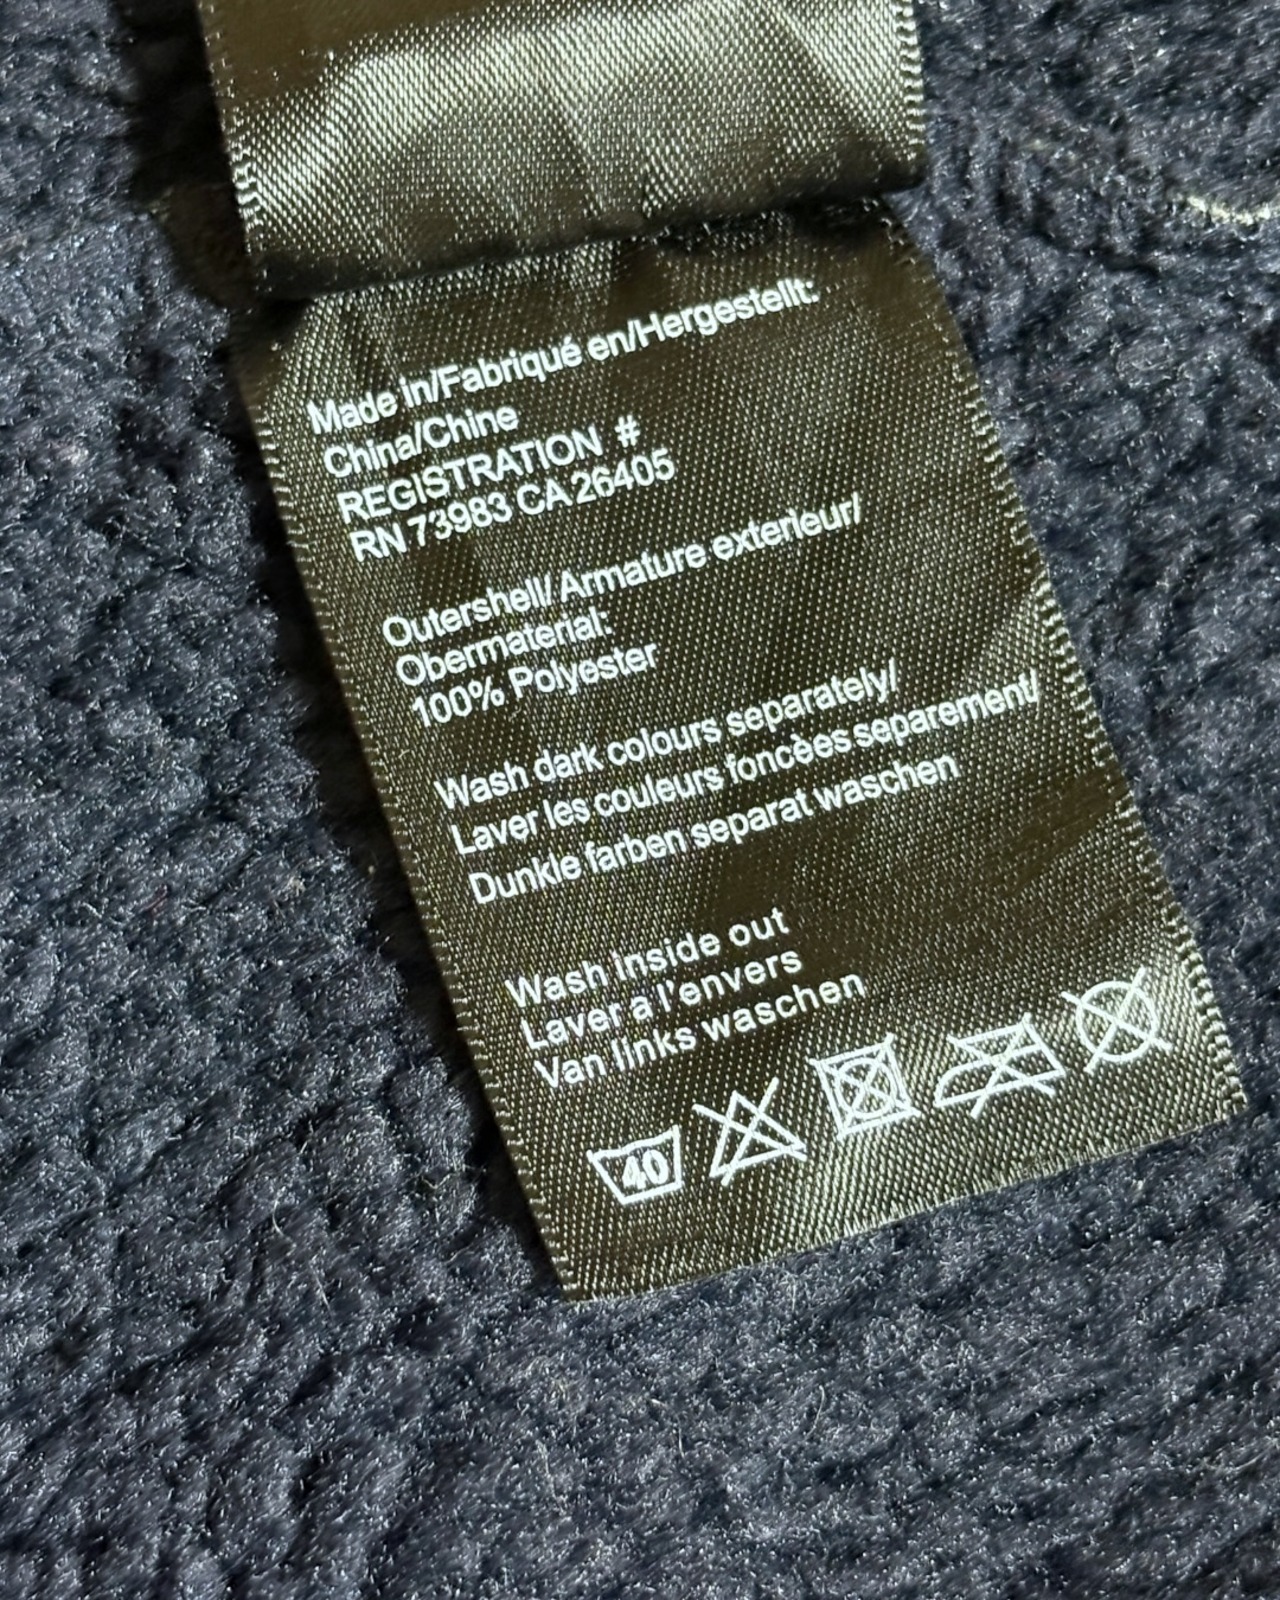 Made in/Fabriqué en/Hergestellt:
China/Chine
REGISTRATION #
RN 73983 CA 26405
Outershell/Armature exterieur/
Obermaterial:
100% Polyester
Wash dark colours separately/
Laver les couleurs foncèes separement/
Dunkle farben separat waschen
Wash inside out
Laver a l'envers
Van links waschen
40